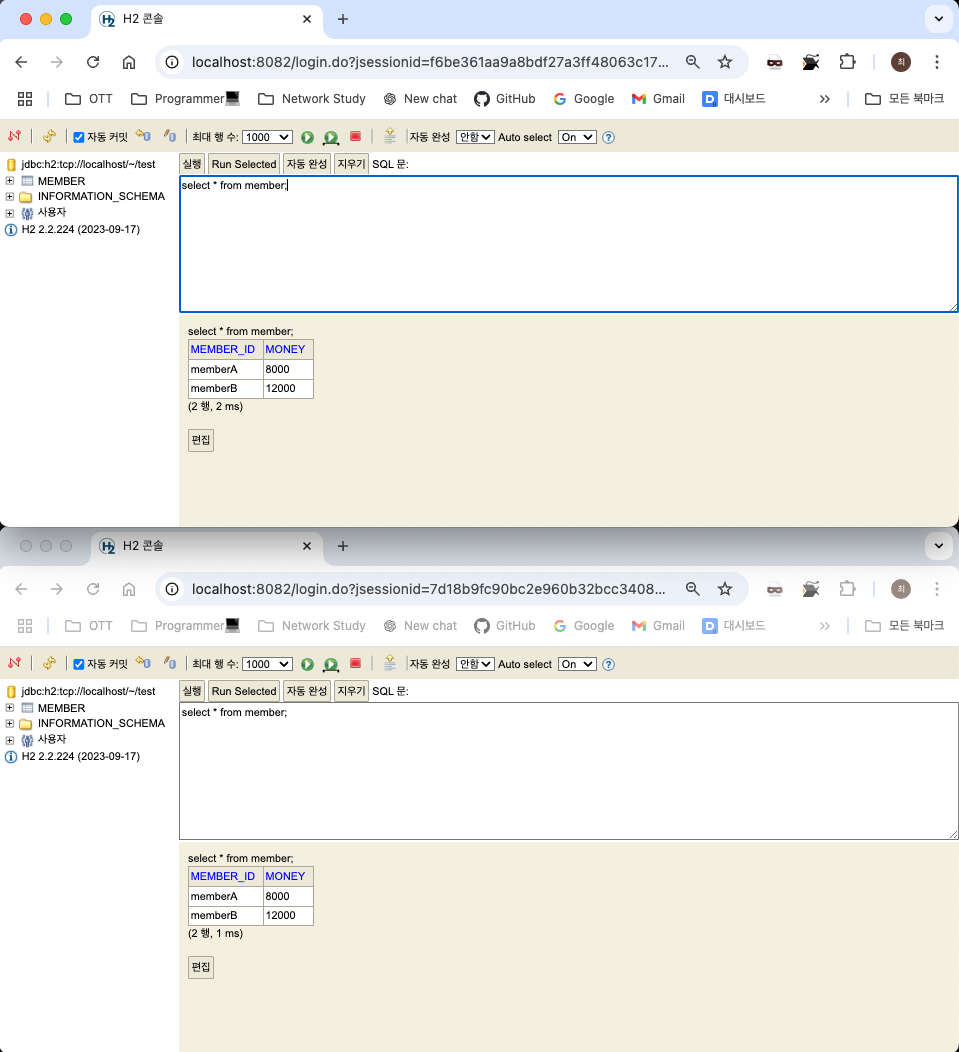 H2 콘솔
localhost:8082/login.do?jsessionid=f6be361aa9a8bdf27a3ff48063c17...
최
OTT Programmer💻 Network Study New chat GitHub Google Gmail 대시보드 모든 북마크
자동 커밋 최대 행 수: 1000 자동 완성 안함 Auto select On
jdbc:h2:tcp://localhost/~/test
MEMBER
INFORMATION_SCHEMA
사용자
H2 2.2.224 (2023-09-17)
실행 Run Selected 자동 완성 지우기 SQL 문:
select * from member;
select * from member;
MEMBER_ID MONEY
memberA 8000
memberB 12000
(2 행, 2 ms)
편집
H2 콘솔
localhost:8082/login.do?jsessionid=7d18b9fc90bc2e960b32bcc3408...
최
OTT Programmer💻 Network Study New chat GitHub Google Gmail 대시보드 모든 북마크
자동 커밋 최대 행 수: 1000 자동 완성 안함 Auto select On
jdbc:h2:tcp://localhost/~/test
MEMBER
INFORMATION_SCHEMA
사용자
H2 2.2.224 (2023-09-17)
실행 Run Selected 자동 완성 지우기 SQL 문:
select * from member;
select * from member;
MEMBER_ID MONEY
memberA 8000
memberB 12000
(2 행, 1 ms)
편집